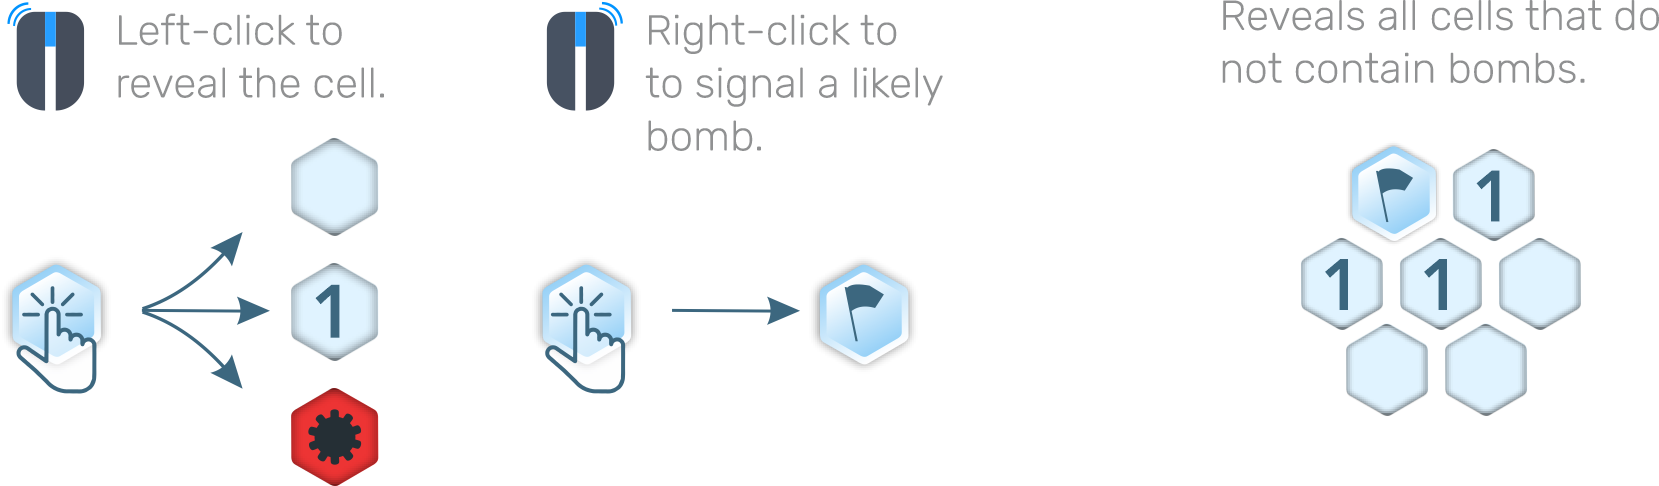 Left-click to
reveal the cell.
Right-click to
to signal a likely
bomb.
Reveals all cells that do
not contain bombs.
1
1
1
1